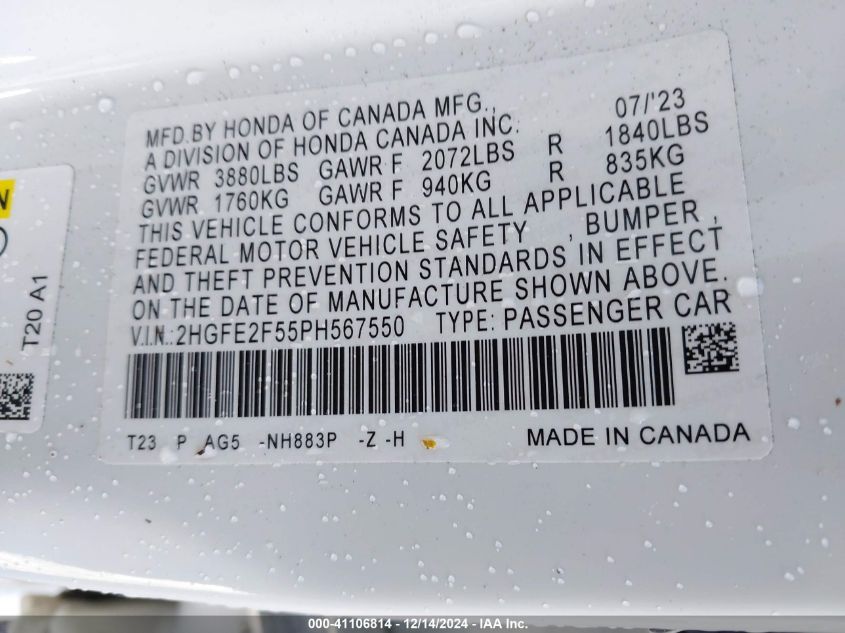 MFD.BY HONDA OF CANADA MFG., 07/'23
A DIVISION OF HONDA CANADA INC.
GVWR 3880LBS GAWR F 2072LBS R 1840LBS
GVWR 1760KG GAWR F 940KG R 835KG
THIS VEHICLE CONFORMS TO ALL APPLICABLE
FEDERAL MOTOR VEHICLE SAFETY , BUMPER ,
AND THEFT PREVENTION STANDARDS IN EFFECT
ON THE DATE OF MANUFACTURE SHOWN ABOVE.
V.I.N.:2HGFE2F55PH567550 TYPE: PASSENGER CAR
T23 P AG5 -NH883P -Z -H MADE IN CANADA
T20 A1
000-41106814 - 12/14/2024 - IAA Inc.